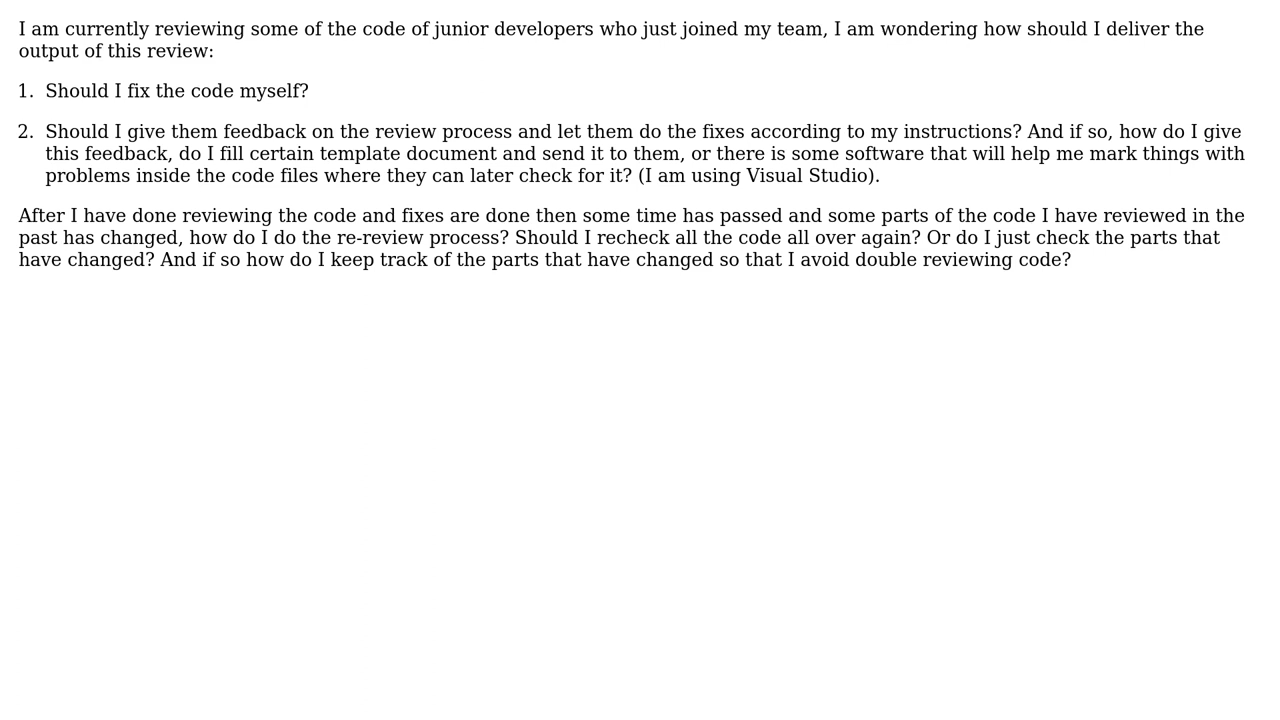 I am currently reviewing some of the code of junior developers who just joined my team, I am wondering how should I deliver the
output of this review:
1. Should I fix the code myself?
2. Should I give them feedback on the review process and let them do the fixes according to my instructions? And if so, how do I give
this feedback, do I fill certain template document and send it to them, or there is some software that will help me mark things with
problems inside the code files where they can later check for it? (I am using Visual Studio).
After I have done reviewing the code and fixes are done then some time has passed and some parts of the code I have reviewed in the
past has changed, how do I do the re-review process? Should I recheck all the code all over again? Or do I just check the parts that
have changed? And if so how do I keep track of the parts that have changed so that I avoid double reviewing code?